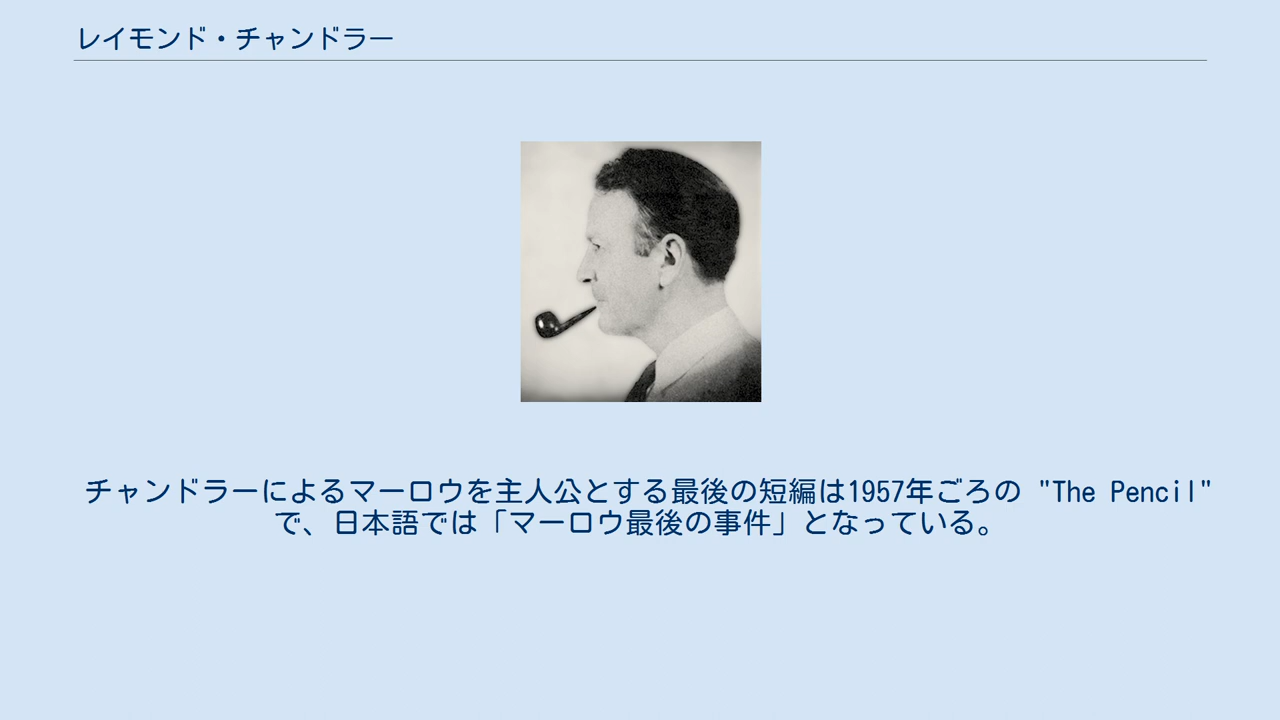 レイモンド・チャンドラー
チャンドラーによるマーロウを主人公とする最後の短編は1957年ごろの "The Pencil"
で、日本語では「マーロウ最後の事件」となっている。